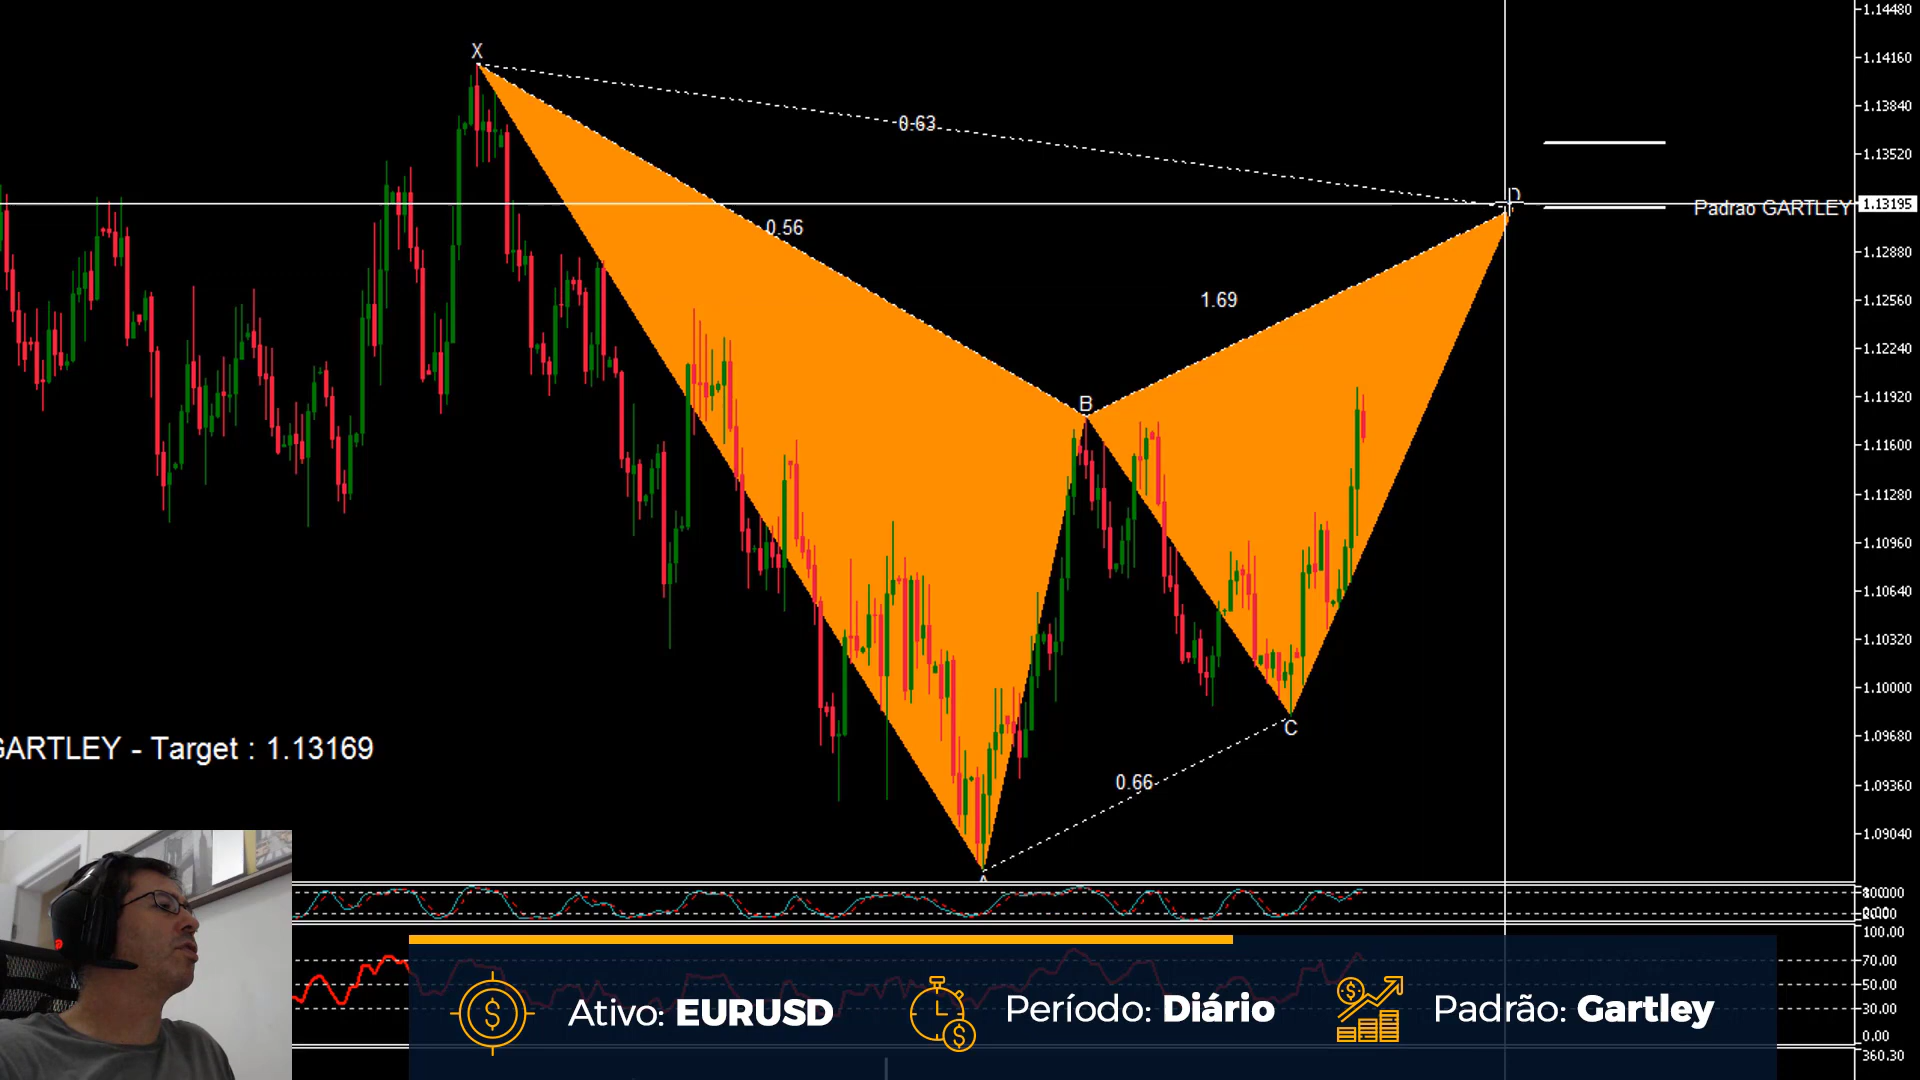 1.14480
X
1.14160
0.63
1.13840
1.13520
D
Padrao GARTLEY
1.13195
0.56
1.12880
1.69
1.12560
1.12240
B
1.11920
1.11600
1.11280
1.10960
1.10640
1.10320
1.10000
C
1.09680
GARTLEY - Target : 1.13169
0.66
1.09360
1.09040
A
100.00
70.00
50.00
30.00
0.00
360.30
Ativo: EURUSD
Período: Diário
Padrão: Gartley